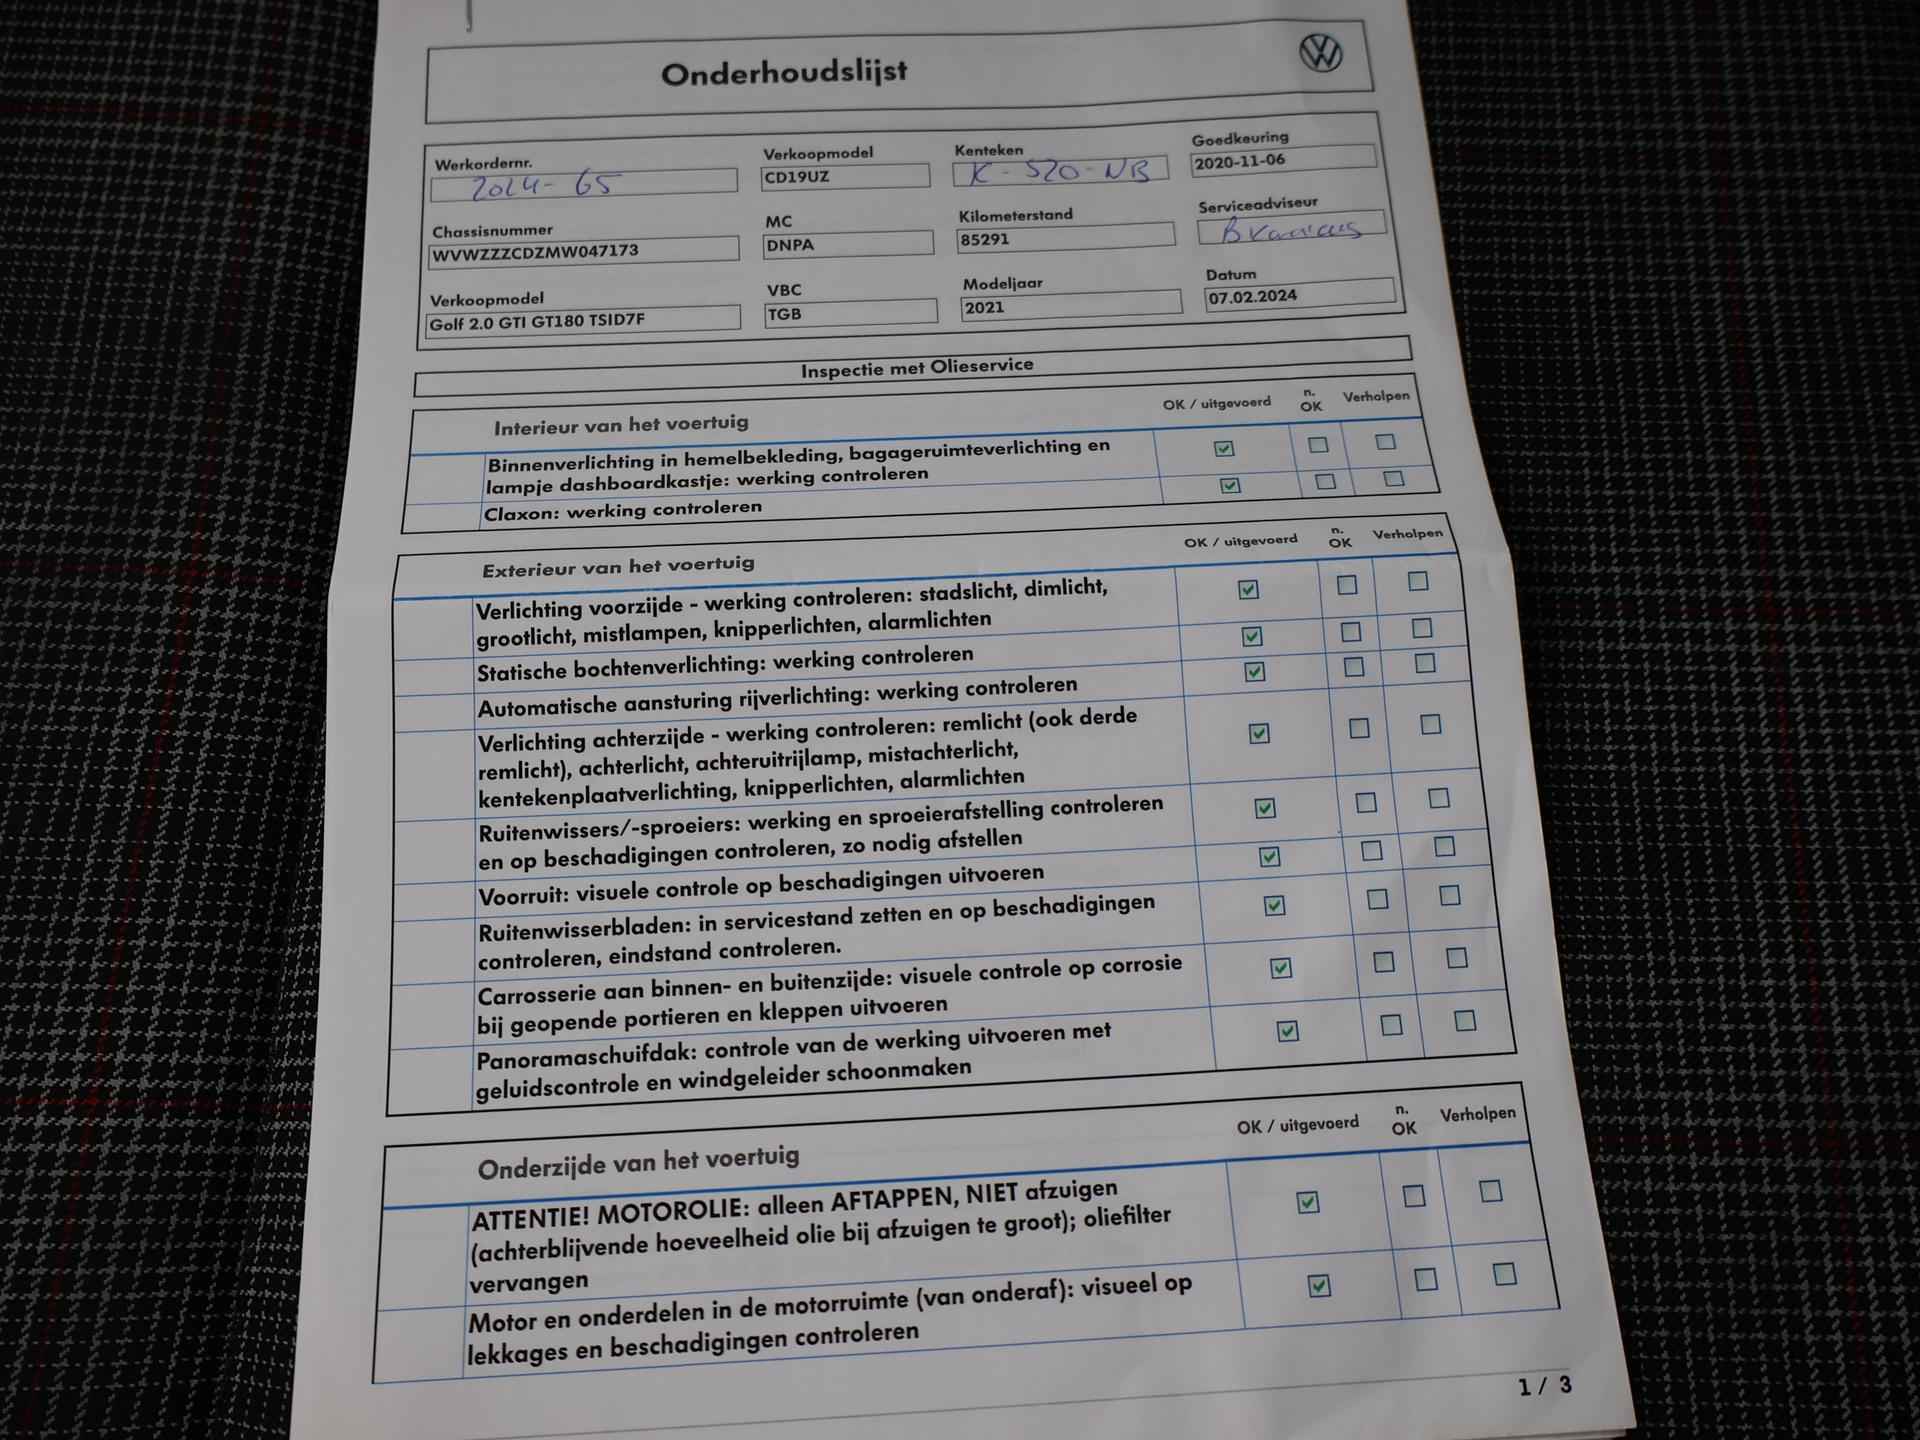 Onderhoudslijst
Werkordernr. Verkoopmodel Kenteken Goedkeuring
2024-65 CD19UZ K-520-NB 2020-11-06
Chassisnummer MC Kilometerstand Serviceadviseur
WVWZZZCDZMW047173 DNPA 85291
Verkoopmodel VBC Modeljaar Datum
Golf 2.0 GTI GT180 TSID7F TGB 2021 07.02.2024
Inspectie met Olieservice
Interieur van het voertuig OK / uitgevoerd n. OK Verholpen
Binnenverlichting in hemelbekleding, bagageruimteverlichting en
lampje dashboardkastje: werking controleren
Claxon: werking controleren
Exterieur van het voertuig OK / uitgevoerd n. OK Verholpen
Verlichting voorzijde - werking controleren: stadslicht, dimlicht,
grootlicht, mistlampen, knipperlichten, alarmlichten
Statische bochtenverlichting: werking controleren
Automatische aansturing rijverlichting: werking controleren
Verlichting achterzijde - werking controleren: remlicht (ook derde
remlicht), achterlicht, achteruitrijlamp, mistachterlicht,
kentekenplaatverlichting, knipperlichten, alarmlichten
Ruitenwissers/-sproeiers: werking en sproeierafstelling controleren
en op beschadigingen controleren, zo nodig afstellen
Voorruit: visuele controle op beschadigingen uitvoeren
Ruitenwisserbladen: in servicestand zetten en op beschadigingen
controleren, eindstand controleren.
Carrosserie aan binnen- en buitenzijde: visuele controle op corrosie
bij geopende portieren en kleppen uitvoeren
Panoramaschuifdak: controle van de werking uitvoeren met
geluidscontrole en windgeleider schoonmaken
Onderzijde van het voertuig OK / uitgevoerd n. OK Verholpen
ATTENTIE! MOTOROLIE: alleen AFTAPPEN, NIET afzuigen
(achterblijvende hoeveelheid olie bij afzuigen te groot); oliefilter
vervangen
Motor en onderdelen in de motorruimte (van onderaf): visueel op
lekkages en beschadigingen controleren
1 / 3